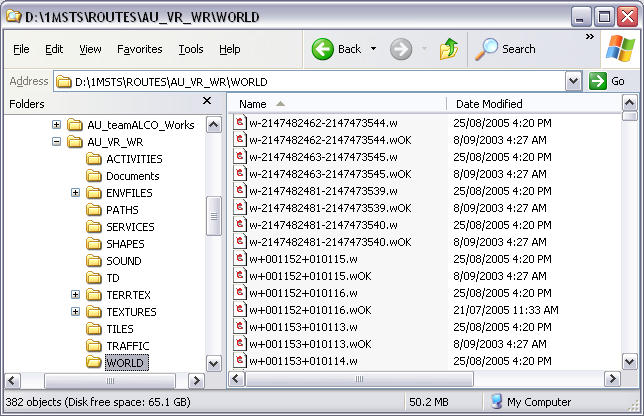 D:\1MSTS\ROUTES\AU_VR_WR\WORLD
File Edit View Favorites Tools Help Back Search »
Address D:\1MSTS\ROUTES\AU_VR_WR\WORLD Go
Folders
AU_teamALCO_Works
AU_VR_WR
ACTIVITIES
Documents
ENVFILES
PATHS
SERVICES
SHAPES
SOUND
TD
TERRTEX
TEXTURES
TILES
TRAFFIC
WORLD
Name Date Modified
w-2147482462-2147473544.w 25/08/2005 4:20 PM
w-2147482462-2147473544.wOK 8/09/2003 4:27 AM
w-2147482463-2147473545.w 25/08/2005 4:20 PM
w-2147482463-2147473545.wOK 8/09/2003 4:27 AM
w-2147482481-2147473539.w 25/08/2005 4:20 PM
w-2147482481-2147473539.wOK 8/09/2003 4:27 AM
w-2147482481-2147473540.w 25/08/2005 4:20 PM
w-2147482481-2147473540.wOK 8/09/2003 4:27 AM
w+001152+010115.w 25/08/2005 4:20 PM
w+001152+010115.wOK 8/09/2003 4:27 AM
w+001152+010116.w 25/08/2005 4:20 PM
w+001152+010116.wOK 21/07/2005 11:33 AM
w+001153+010113.w 25/08/2005 4:20 PM
w+001153+010113.wOK 8/09/2003 4:27 AM
w+001153+010114.w 25/08/2005 4:20 PM
382 objects (Disk free space: 65.1 GB) 50.2 MB My Computer